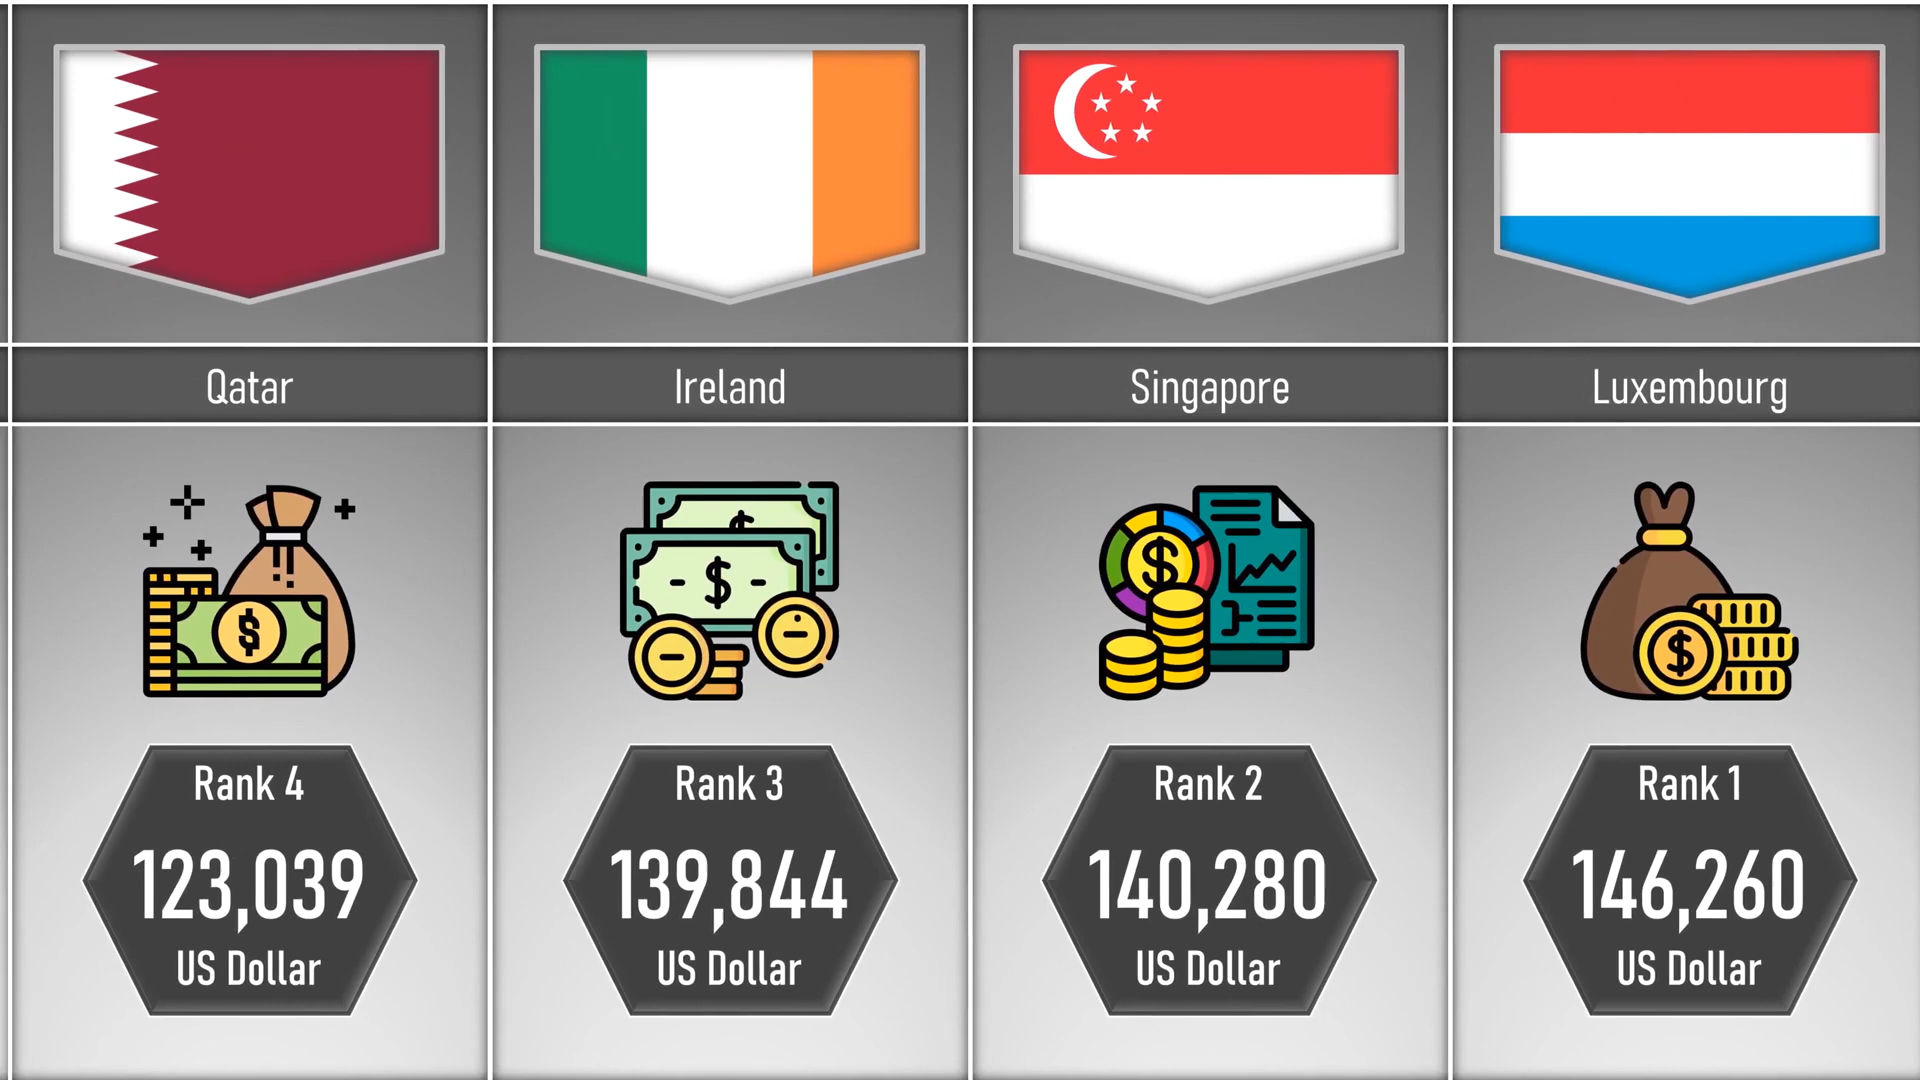 Qatar
Ireland
Singapore
Luxembourg
Rank 4
123,039
US Dollar
Rank 3
139,844
US Dollar
Rank 2
140,280
US Dollar
Rank 1
146,260
US Dollar